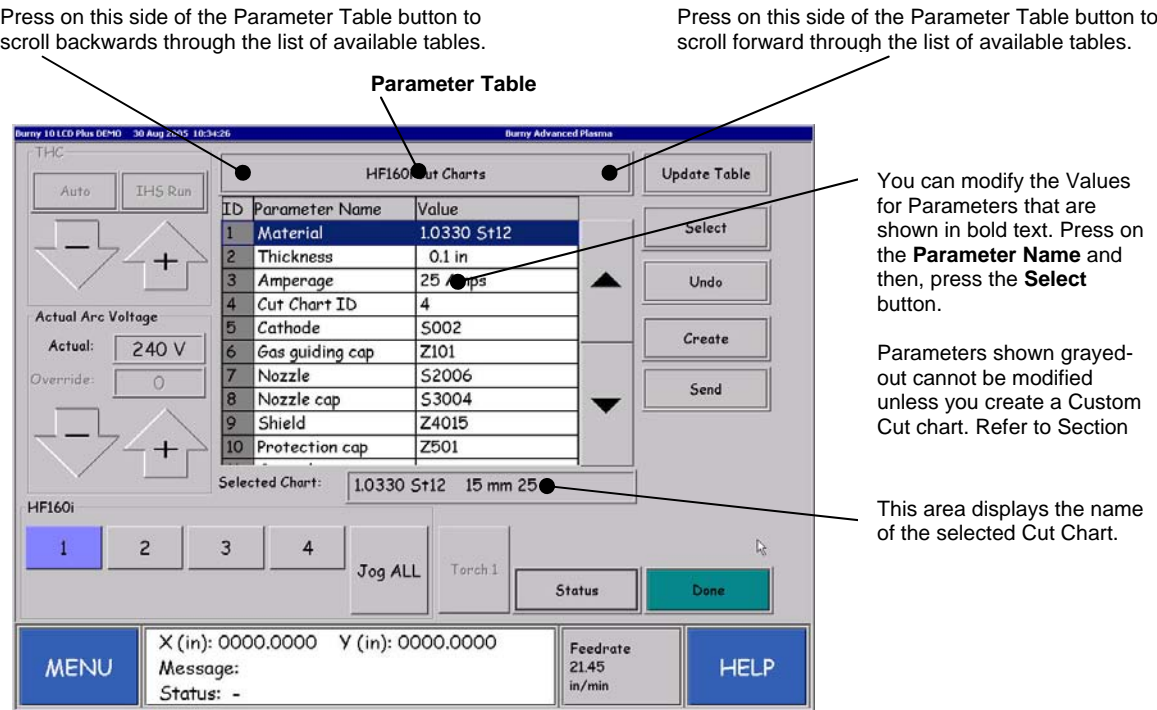 Press on this side of the Parameter Table button to
scroll backwards through the list of available tables.
Press on this side of the Parameter Table button to
scroll forward through the list of available tables.
Parameter Table
Burny 10 LCD Plus DEMO 30 Aug 2005 10:34:26 Burny Advanced Plasma
THC
Auto IHS Run
- +
Actual Arc Voltage
Actual: 240 V
Override: 0
- +
HF160i Cut Charts
ID Parameter Name Value
1 Material 1.0330 St12
2 Thickness 0.1 in
3 Amperage 25 Amps
4 Cut Chart ID 4
5 Cathode S002
6 Gas guiding cap Z101
7 Nozzle S2006
8 Nozzle cap S3004
9 Shield Z4015
10 Protection cap Z501
Selected Chart: 1.0330 St12 15 mm 25
Update Table
Select
Undo
Create
Send
You can modify the Values
for Parameters that are
shown in bold text. Press on
the Parameter Name and
then, press the Select
button.
Parameters shown grayed-
out cannot be modified
unless you create a Custom
Cut chart. Refer to Section
This area displays the name
of the selected Cut Chart.
HF160i
1 2 3 4 Jog ALL Torch 1
Status Done
MENU
X (in): 0000.0000 Y (in): 0000.0000
Message:
Status: -
Feedrate
21.45
in/min
HELP